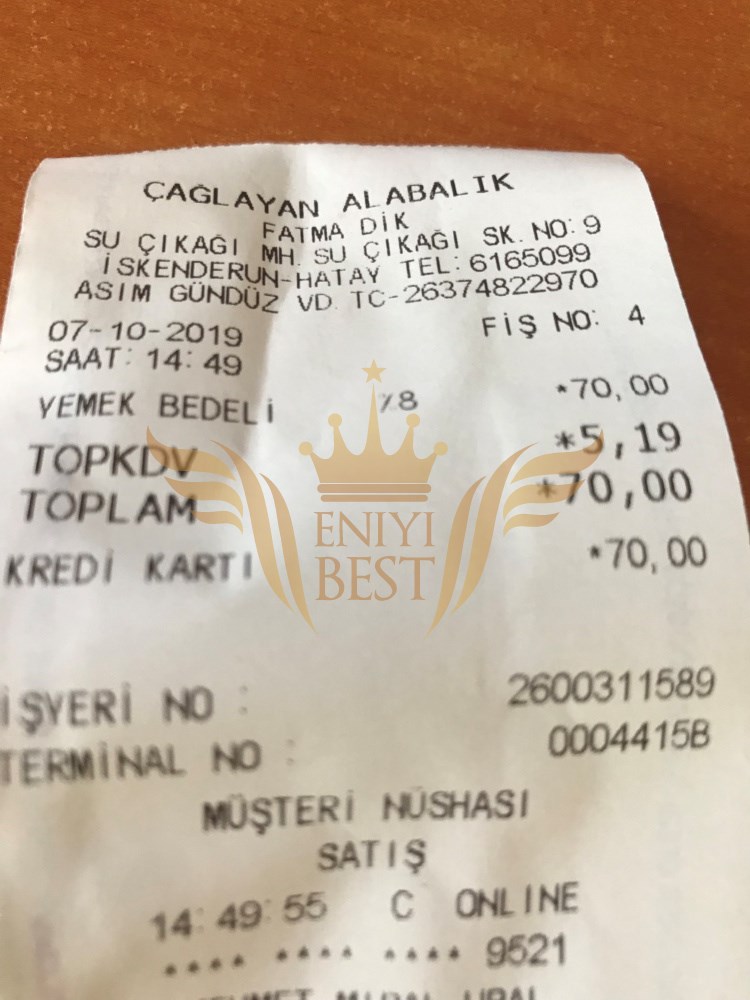 ÇAĞLAYAN ALABALIK
FATMA DİK
SU ÇIKAĞI MH. SU ÇIKAĞI SK. NO: 9
İSKENDERUN-HATAY TEL: 6165099
ASIM GÜNDÜZ VD. TC-26374822970
07-10-2019 FİŞ NO: 4
SAAT: 14:49
YEMEK BEDELİ %8 *70,00
TOPKDV *5,19
TOPLAM *70,00
KREDİ KARTI *70,00
ENIYI
BEST
İŞYERİ NO : 2600311589
TERMİNAL NO : 0004415B
MÜŞTERİ NÜSHASI
SATIŞ
14:49:55 C ONLINE
**** **** **** 9521